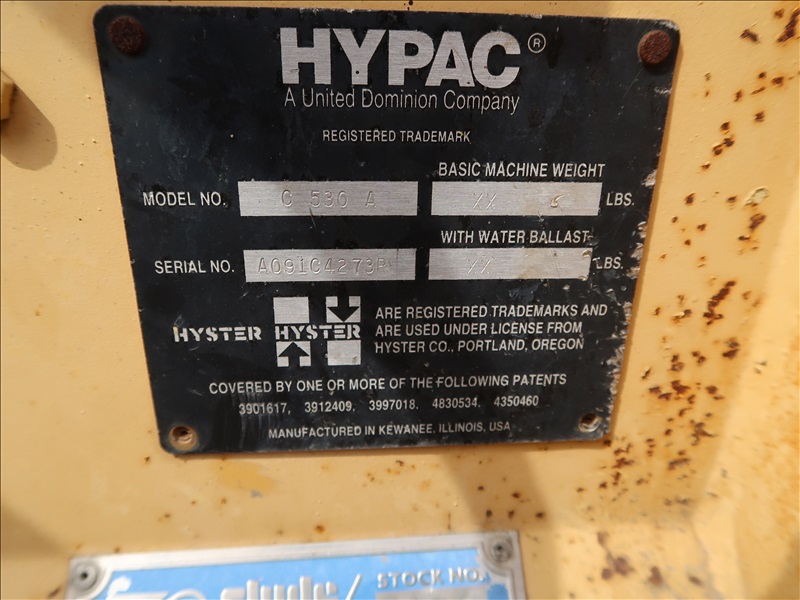 HYPAC®
A United Dominion Company
REGISTERED TRADEMARK
BASIC MACHINE WEIGHT
MODEL NO. C 530 A XX LBS.
WITH WATER BALLAST
SERIAL NO. A091C4273P XX LBS.
HYSTER HYSTER ARE REGISTERED TRADEMARKS AND
ARE USED UNDER LICENSE FROM
HYSTER CO., PORTLAND, OREGON
COVERED BY ONE OR MORE OF THE FOLLOWING PATENTS
3901617, 3912409, 3997018, 4830534, 4350460
MANUFACTURED IN KEWANEE, ILLINOIS, USA
STOCK NO.